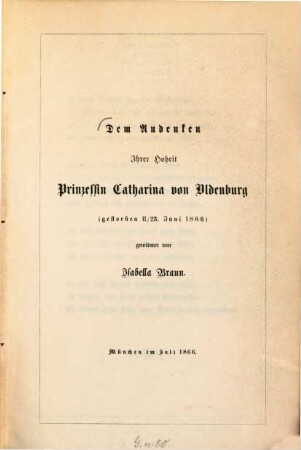 Dem Andenken
Ihrer Hoheit
Prinzessin Catharina von Oldenburg
(gestorben 11/23. Juni 1866)
gewidmet von
Isabella Braun.
München im Juli 1866.